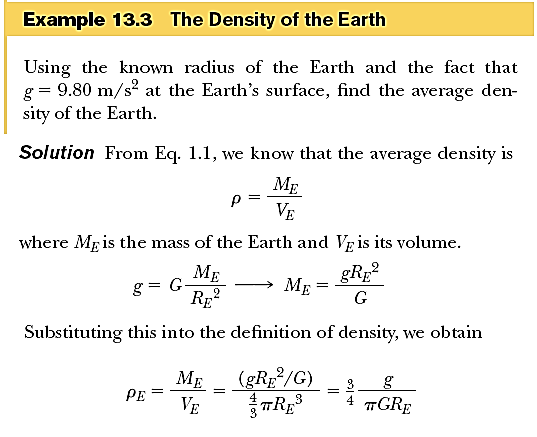 Example 13.3 The Density of the Earth
Using the known radius of the Earth and the fact that
g = 9.80 m/s² at the Earth's surface, find the average den-
sity of the Earth.
Solution From Eq. 1.1, we know that the average density is
ρ = M_E / V_E
where M_E is the mass of the Earth and V_E is its volume.
g = G M_E / R_E² ⟶ M_E = gR_E² / G
Substituting this into the definition of density, we obtain
ρ_E = M_E / V_E = (gR_E²/G) / (4/3 πR_E³) = 3/4 g / (πGR_E)